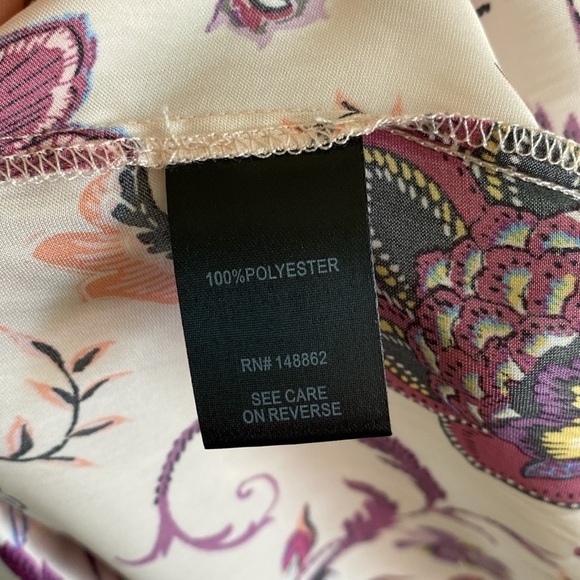 100%POLYESTER
RN# 148862
SEE CARE
ON REVERSE